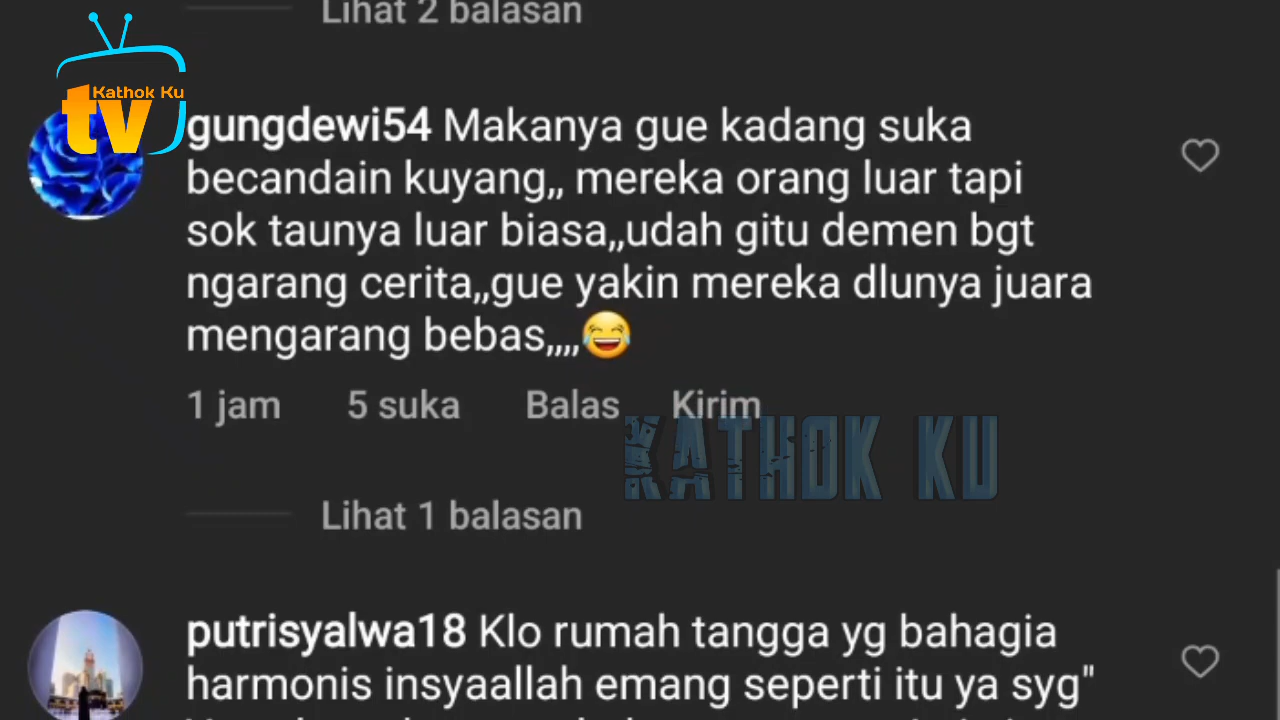 Lihat 2 balasan
Kathok Ku
tv
gungdewi54 Makanya gue kadang suka
becandain kuyang,, mereka orang luar tapi
sok taunya luar biasa,,udah gitu demen bgt
ngarang cerita,,gue yakin mereka dlunya juara
mengarang bebas,,,,😂
1 jam 5 suka Balas Kirim
KATHOK KU
Lihat 1 balasan
putrisyalwa18 Klo rumah tangga yg bahagia
harmonis insyaallah emang seperti itu ya syg"